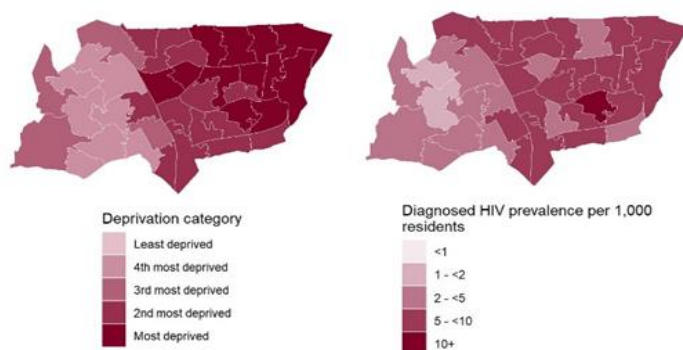 Deprivation category
Least deprived
4th most deprived
3rd most deprived
2nd most deprived
Most deprived
Diagnosed HIV prevalence per 1,000
residents
<1
1 - <2
2 - <5
5 - <10
10+